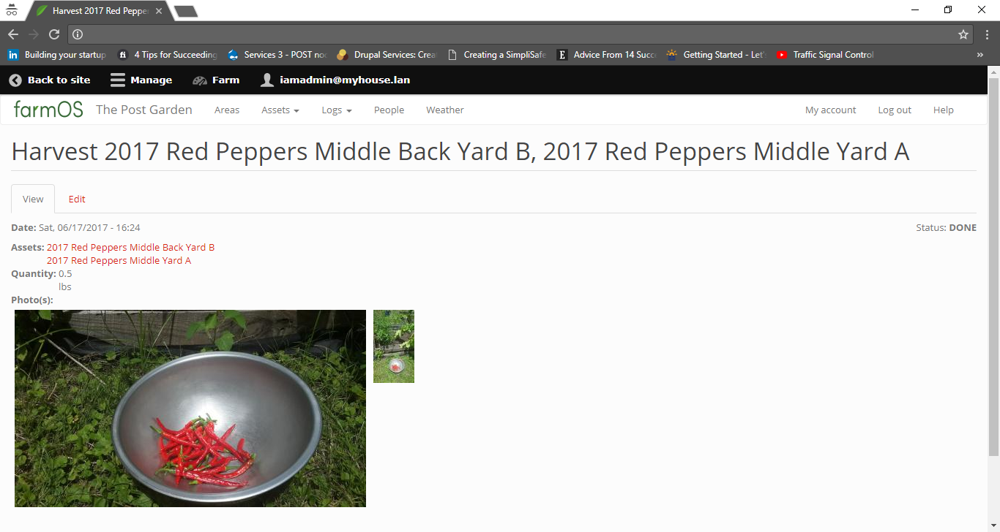 Harvest 2017 Red Pepper
Building your startup 4 Tips for Succeeding Services 3 - POST no Drupal Services: Crea Creating a SimpliSafe Advice From 14 Succ Getting Started - Let' Traffic Signal Control »
Back to site Manage Farm iamadmin@myhouse.lan
farmOS The Post Garden Areas Assets Logs People Weather My account Log out Help
Harvest 2017 Red Peppers Middle Back Yard B, 2017 Red Peppers Middle Yard A
View Edit
Date: Sat, 06/17/2017 - 16:24 Status: DONE
Assets: 2017 Red Peppers Middle Back Yard B
2017 Red Peppers Middle Yard A
Quantity: 0.5
lbs
Photo(s):